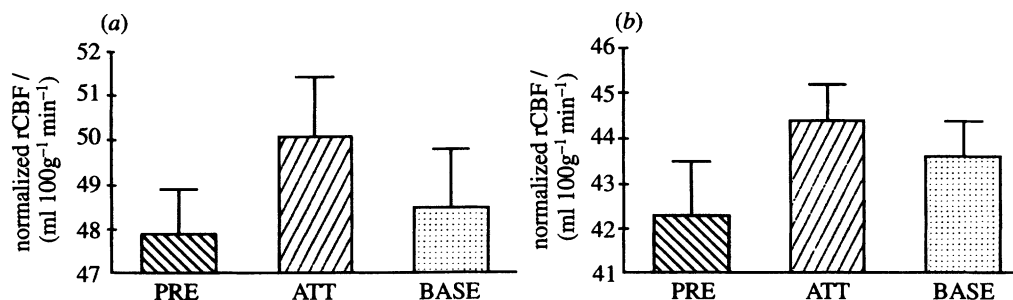 (a)
normalized rCBF /
(ml 100g⁻¹ min⁻¹)
52
51
50
49
48
47
PRE
ATT
BASE
(b)
normalized rCBF /
(ml 100g⁻¹ min⁻¹)
46
45
44
43
42
41
PRE
ATT
BASE